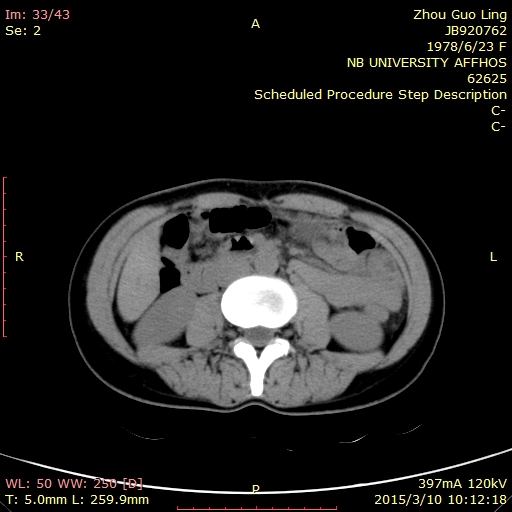 Im: 33/43
Se: 2
A
Zhou Guo Ling
JB920762
1978/6/23 F
NB UNIVERSITY AFFHOS
62625
Scheduled Procedure Step Description
C-
C-
R
L
WL: 50 WW: 250 [D]
T: 5.0mm L: 259.9mm
P
397mA 120kV
2015/3/10 10:12:18